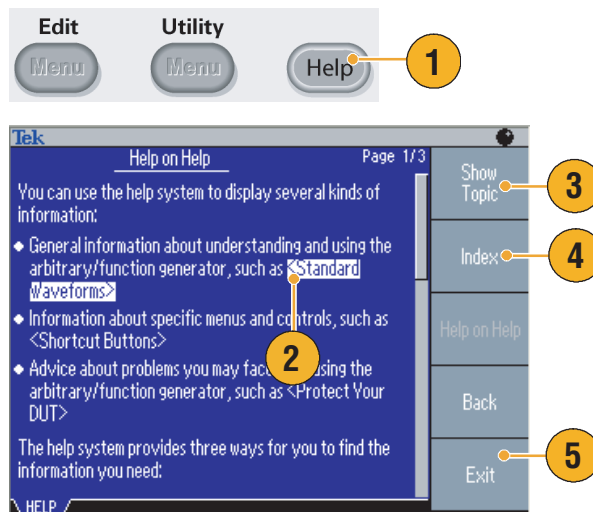 Edit Utility
Menu Menu Help 1
Tek
Help on Help Page 1/3
You can use the help system to display several kinds of
information:
◆ General information about understanding and using the
arbitrary/function generator, such as <Standard
Waveforms>
◆ Information about specific menus and controls, such as
<Shortcut Buttons>
2
◆ Advice about problems you may face using the
arbitrary/function generator, such as <Protect Your
DUT>
The help system provides three ways for you to find the
information you need:
HELP
Show
Topic 3
Index 4
Help on Help
Back
Exit 5